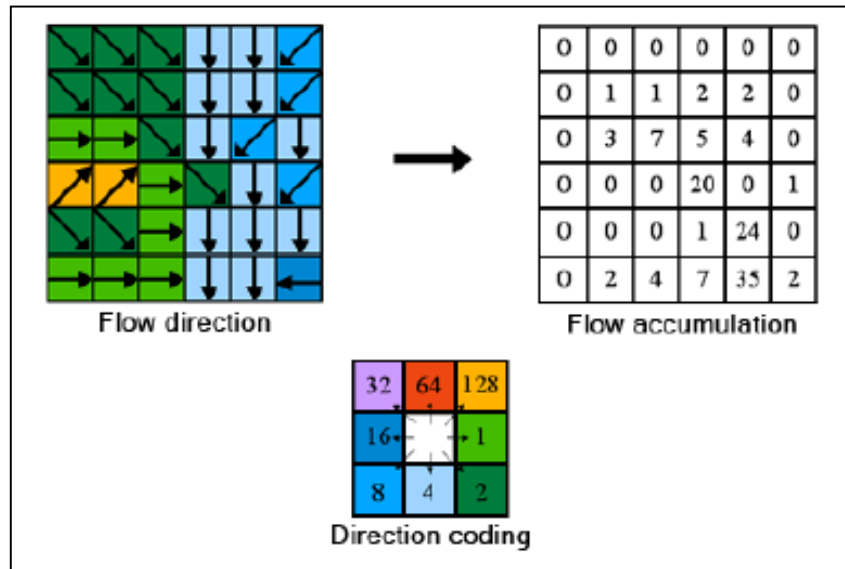 0 0 0 0 0 0
0 1 1 2 2 0
0 3 7 5 4 0
0 0 0 20 0 1
0 0 0 1 24 0
0 2 4 7 35 2
Flow direction
Flow accumulation
32 64 128
16 1
8 4 2
Direction coding